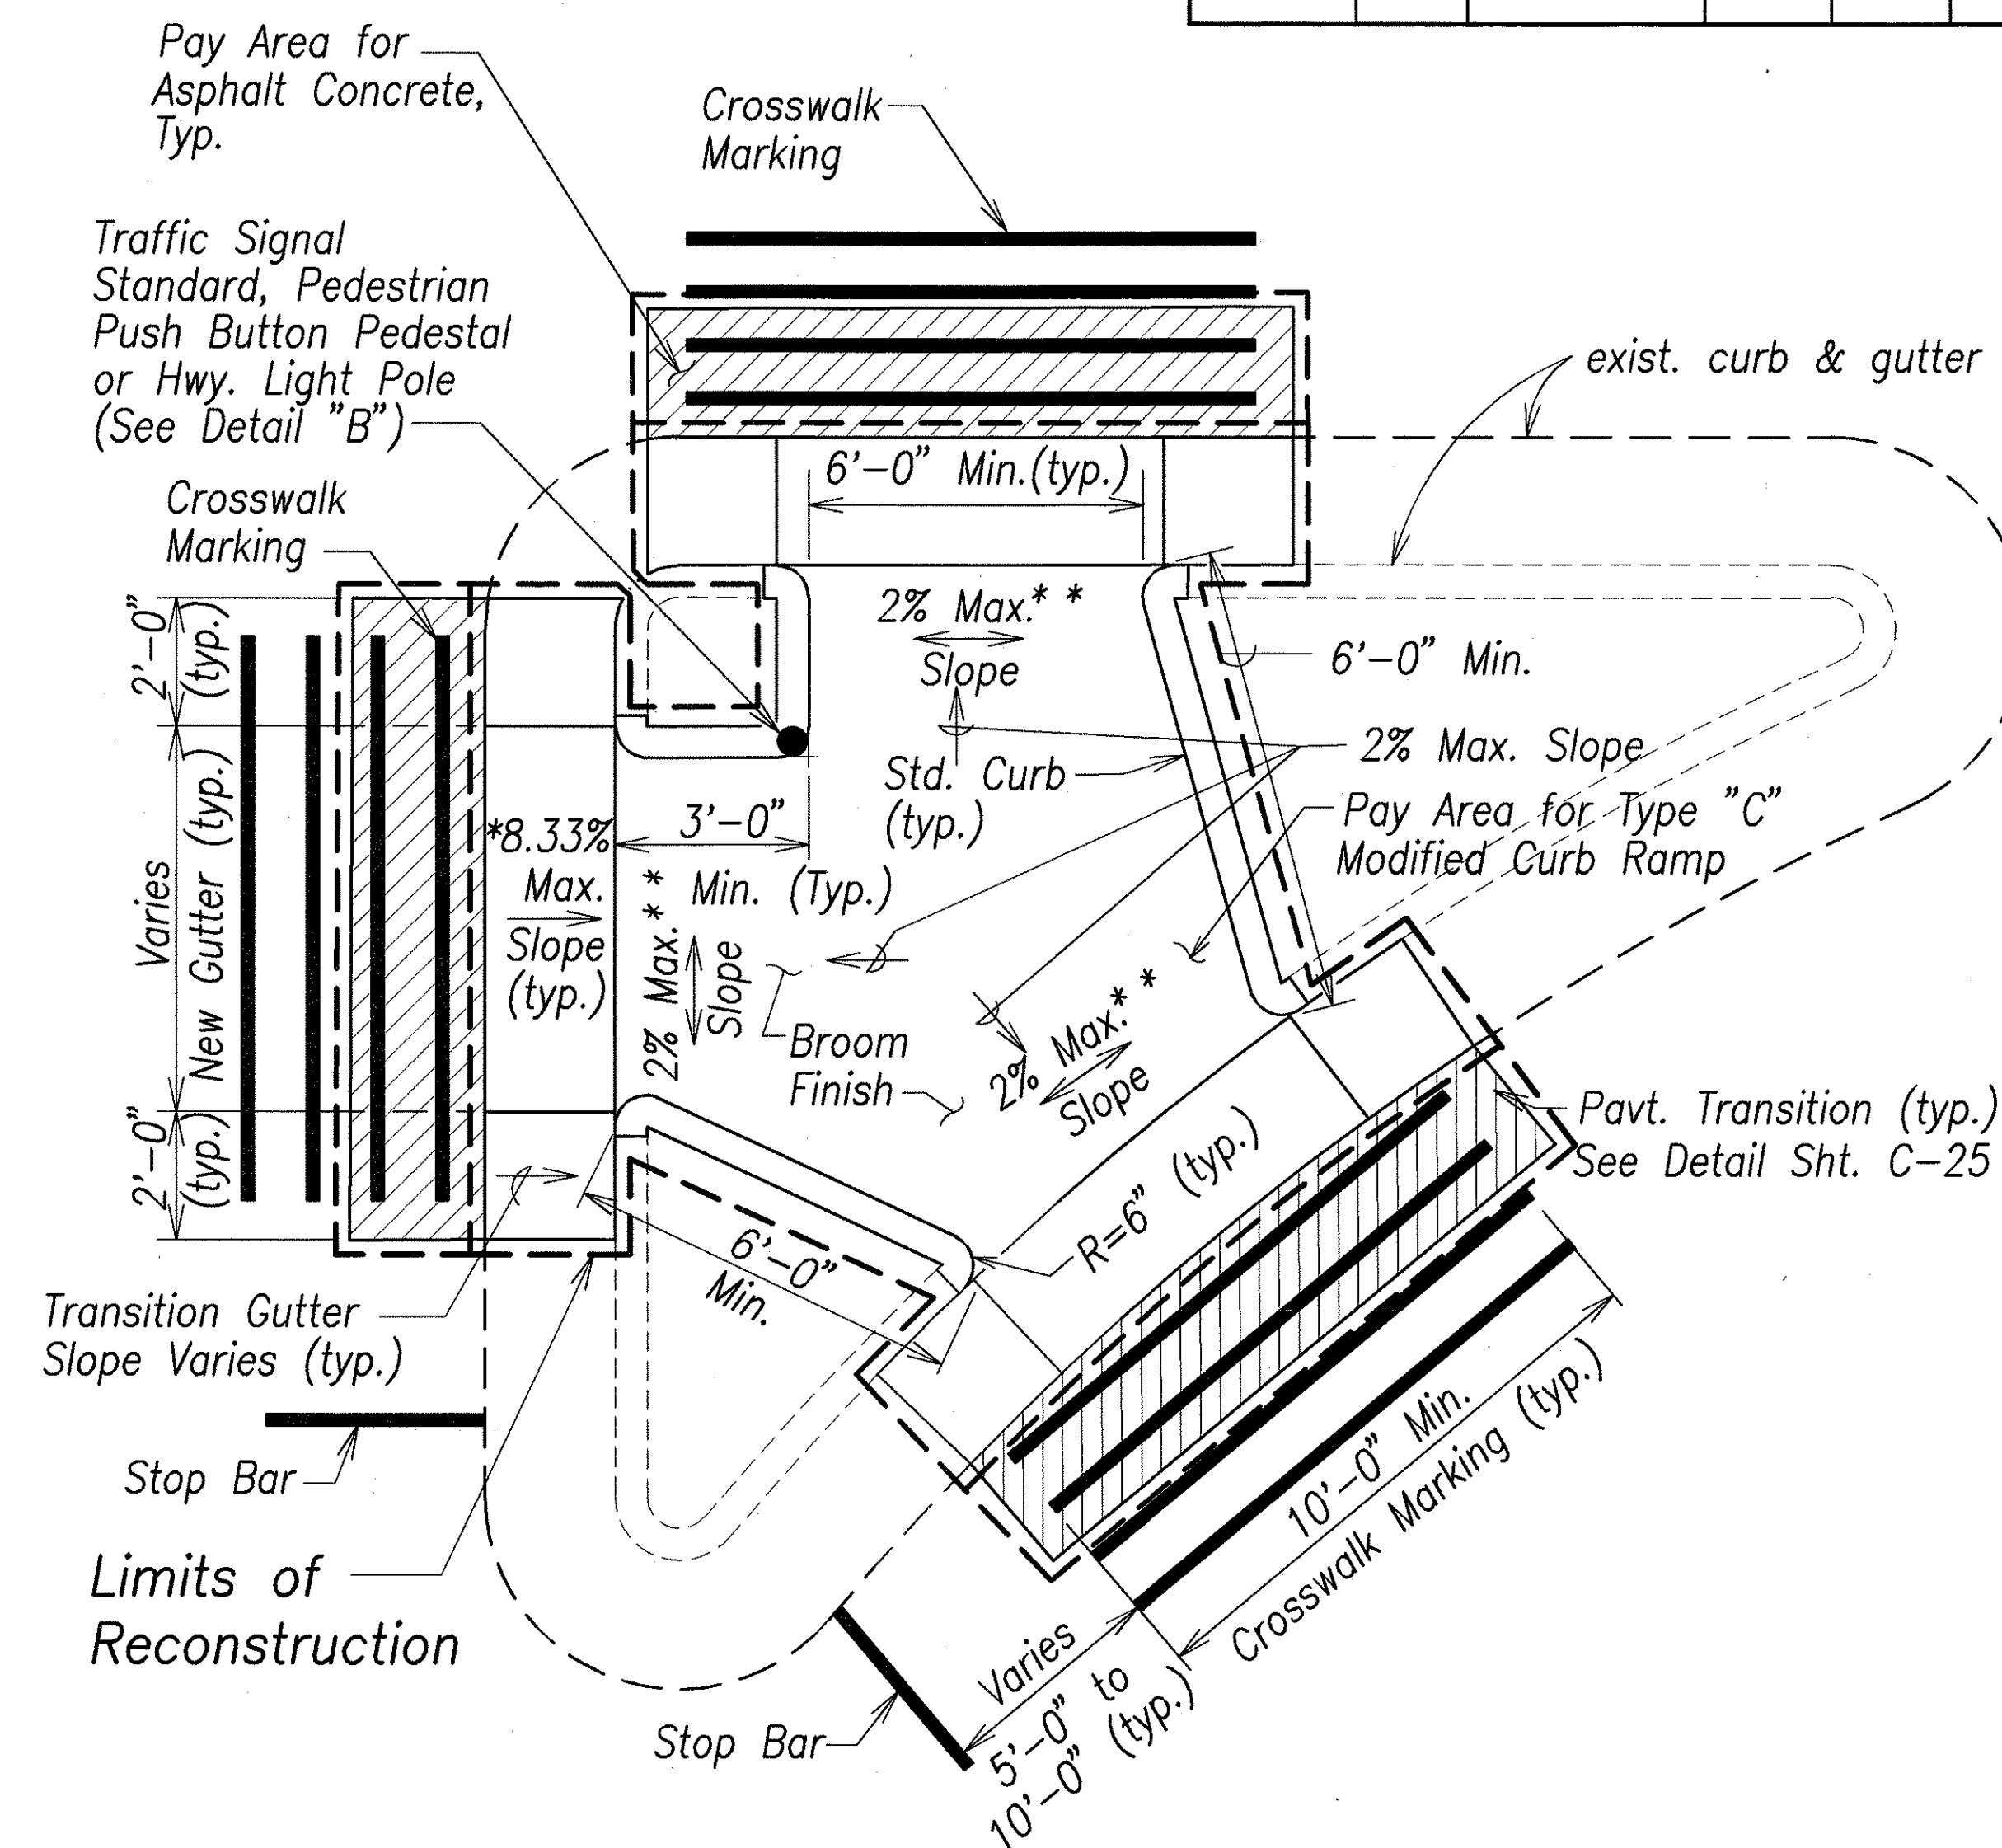 Pay Area for
Asphalt Concrete,
Typ.
Crosswalk
Marking
Traffic Signal
Standard, Pedestrian
Push Button Pedestal
or Hwy. Light Pole
(See Detail "B")
exist. curb & gutter
6'-0" Min.(typ.)
Crosswalk
Marking
2'-0"
(typ.)
2% Max.* *
Slope
6'-0" Min.
2% Max. Slope
Std. Curb
(typ.)
Pay Area for Type "C"
Modified Curb Ramp
Varies
New Gutter (typ.)
*8.33%
Max.
Slope
(typ.)
3'-0"
Min. (Typ.)
2% Max.* *
Slope
Broom
Finish
2% Max.* *
Slope
2'-0"
(typ.)
Pavt. Transition (typ.)
See Detail Sht. C-25
R=6" (typ.)
6'-0"
Min.
Transition Gutter
Slope Varies (typ.)
Stop Bar
10'-0" Min.
Crosswalk Marking (typ.)
Limits of
Reconstruction
Varies
5'-0" to
10'-0" (typ.)
Stop Bar